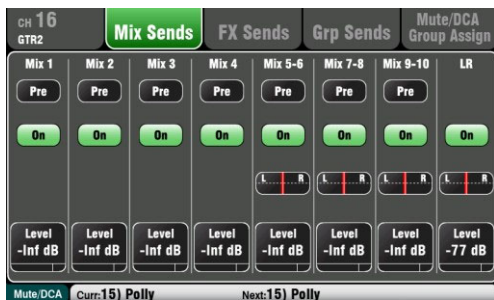 CH 16
GTR2
Mix Sends
FX Sends
Grp Sends
Mute/DCA
Group Assign
Mix 1 Mix 2 Mix 3 Mix 4 Mix 5-6 Mix 7-8 Mix 9-10 LR
Pre Pre Pre Pre Pre Pre Pre
On On On On On On On On
L R L R L R L R
Level Level Level Level Level Level Level Level
-Inf dB -Inf dB -Inf dB -Inf dB -Inf dB -Inf dB -Inf dB -77 dB
Mute/DCA Curr:15) Polly Next:15) Polly